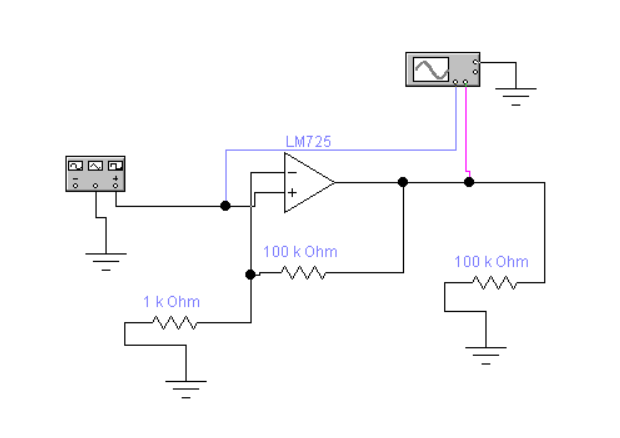 LM725
− +
−
+
100 k Ohm
100 k Ohm
1 k Ohm